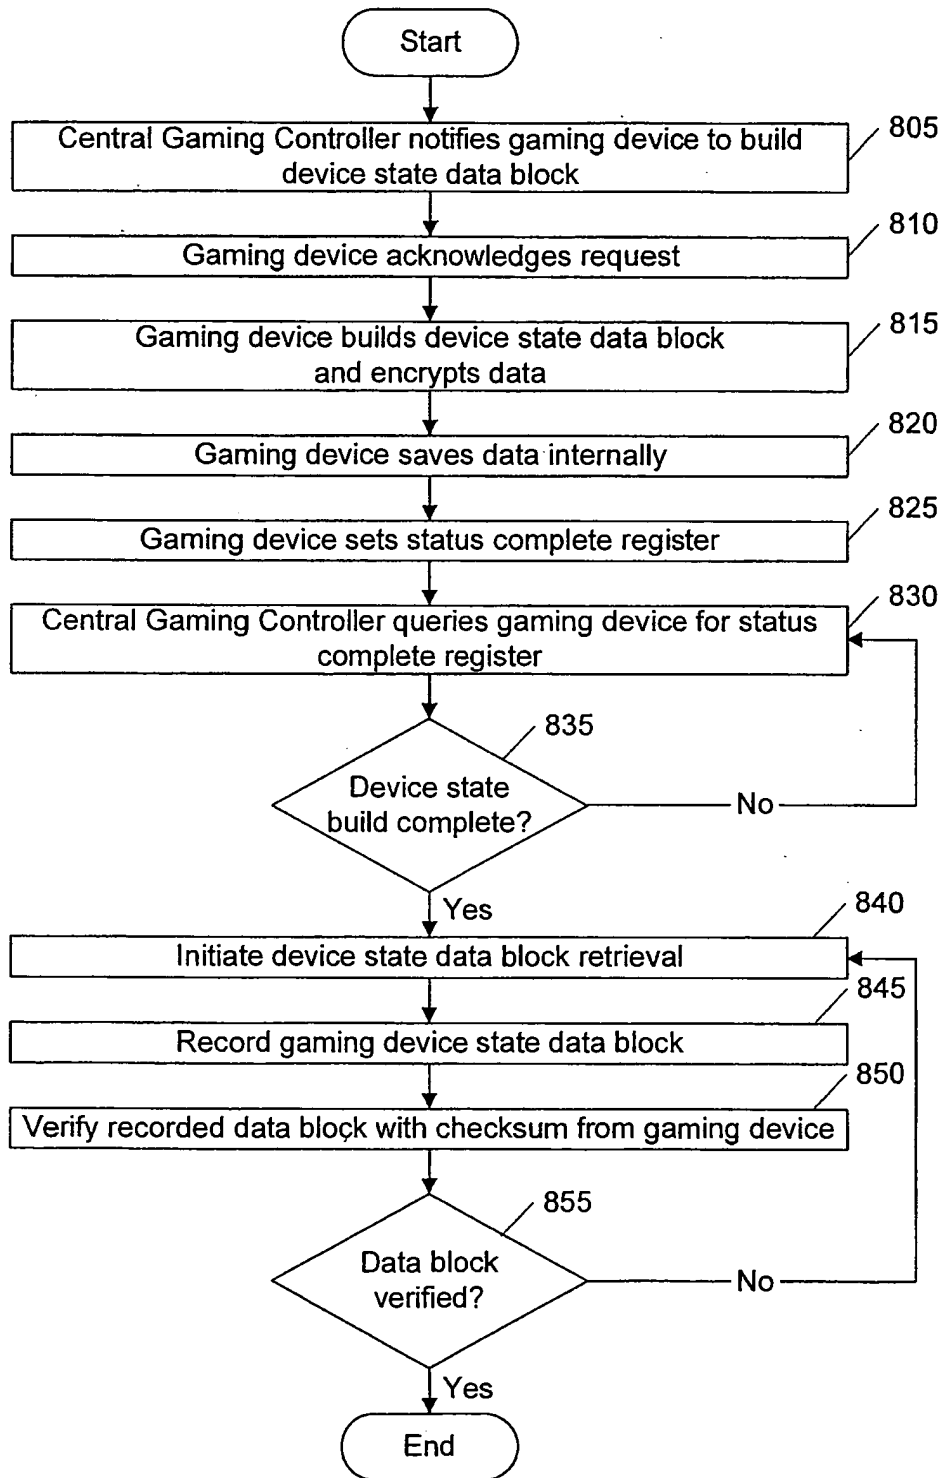 Start
Central Gaming Controller notifies gaming device to build
device state data block
805
Gaming device acknowledges request
810
Gaming device builds device state data block
and encrypts data
815
Gaming device saves data internally
820
Gaming device sets status complete register
825
Central Gaming Controller queries gaming device for status
complete register
830
Device state
build complete?
835
No
Yes
Initiate device state data block retrieval
840
Record gaming device state data block
845
Verify recorded data block with checksum from gaming device
850
Data block
verified?
855
No
Yes
End